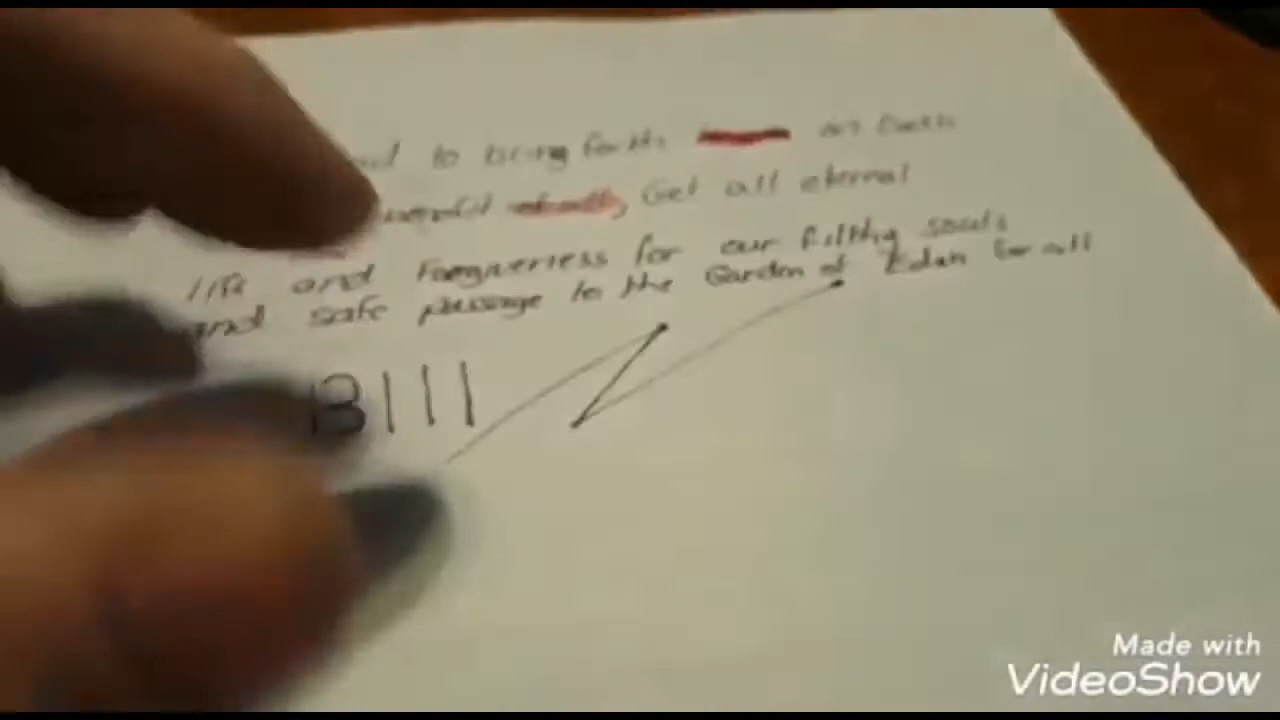 to bring forth on Earth
Get all eternal
life and Forgiveness for our filthy souls
and safe passage to the Garden of Eden for all
B111
Made with
VideoShow